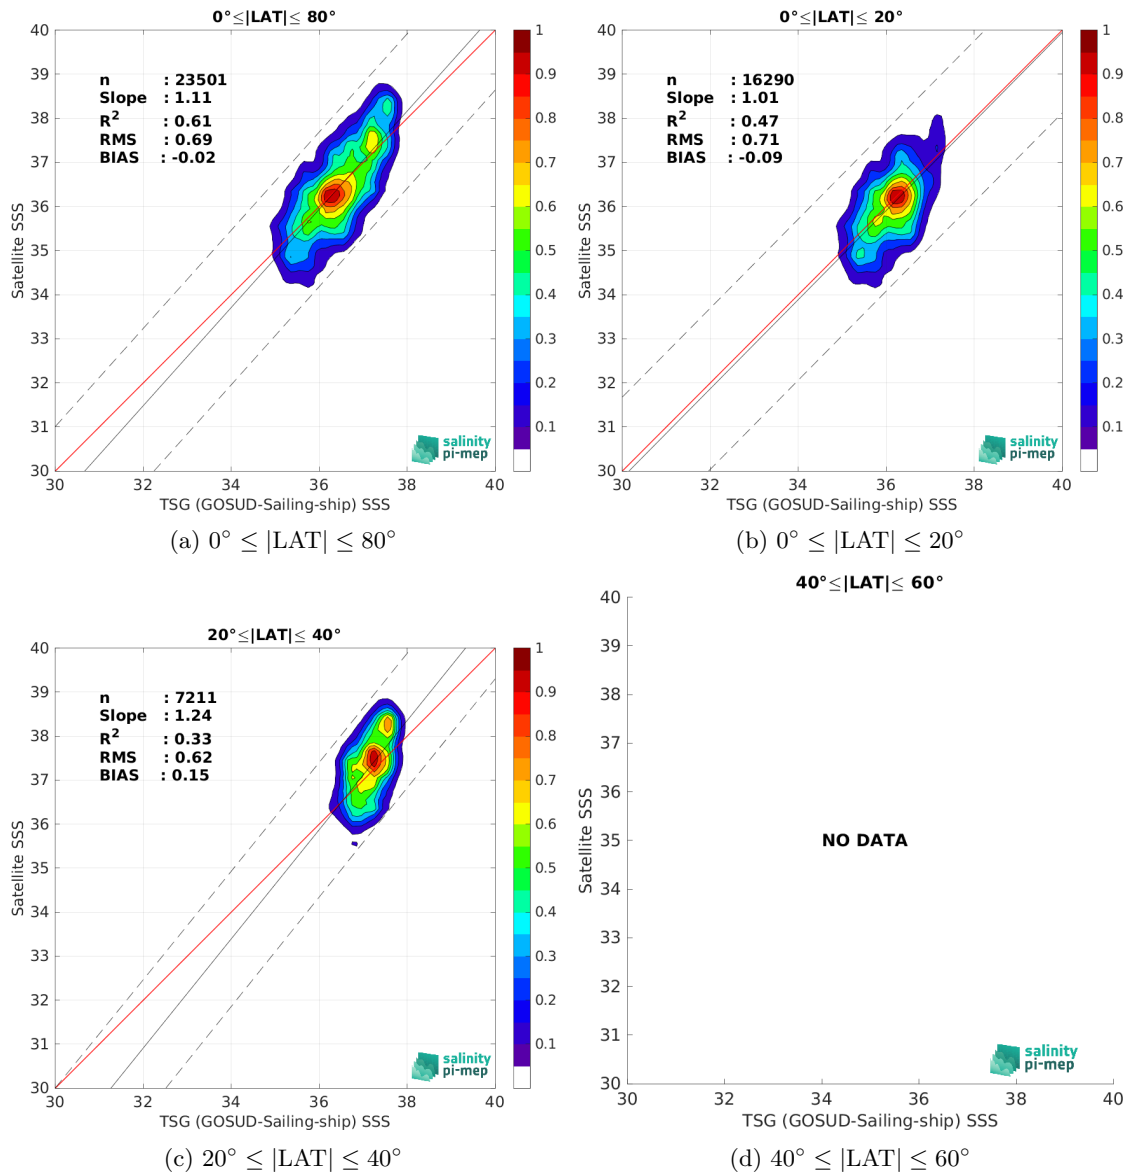 0°≤|LAT|≤ 80°
40
39
38
37
36
35
34
33
32
31
30
Satellite SSS
n : 23501
Slope : 1.11
R² : 0.61
RMS : 0.69
BIAS : -0.02
salinity
pi-mep
30 32 34 36 38 40
TSG (GOSUD-Sailing-ship) SSS
1
0.9
0.8
0.7
0.6
0.5
0.4
0.3
0.2
0.1
(a) 0° ≤ |LAT| ≤ 80°
0°≤|LAT|≤ 20°
40
39
38
37
36
35
34
33
32
31
30
Satellite SSS
n : 16290
Slope : 1.01
R² : 0.47
RMS : 0.71
BIAS : -0.09
salinity
pi-mep
30 32 34 36 38 40
TSG (GOSUD-Sailing-ship) SSS
1
0.9
0.8
0.7
0.6
0.5
0.4
0.3
0.2
0.1
(b) 0° ≤ |LAT| ≤ 20°
20°≤|LAT|≤ 40°
40
39
38
37
36
35
34
33
32
31
30
Satellite SSS
n : 7211
Slope : 1.24
R² : 0.33
RMS : 0.62
BIAS : 0.15
salinity
pi-mep
30 32 34 36 38 40
TSG (GOSUD-Sailing-ship) SSS
1
0.9
0.8
0.7
0.6
0.5
0.4
0.3
0.2
0.1
(c) 20° ≤ |LAT| ≤ 40°
40°≤|LAT|≤ 60°
40
39
38
37
36
35
34
33
32
31
30
Satellite SSS
NO DATA
salinity
pi-mep
30 32 34 36 38 40
TSG (GOSUD-Sailing-ship) SSS
(d) 40° ≤ |LAT| ≤ 60°